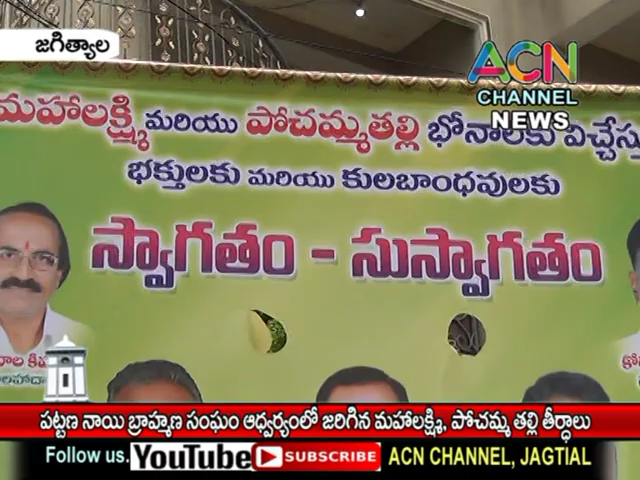 జగిత్యాల
ACN
CHANNEL
NEWS
మహాలక్ష్మి మరియు పోచమ్మతల్లి భోనాలకు విచ్చేసు
భక్తులకు మరియు కులబాంధవులకు
స్వాగతం - సుస్వాగతం
పట్టణ నాయి బ్రాహ్మణ సంఘం ఆధ్వర్యంలో జరిగిన మహాలక్ష్మి, పోచమ్మ తల్లి తీర్థాలు
Follow us. YouTube SUBSCRIBE ACN CHANNEL, JAGTIAL